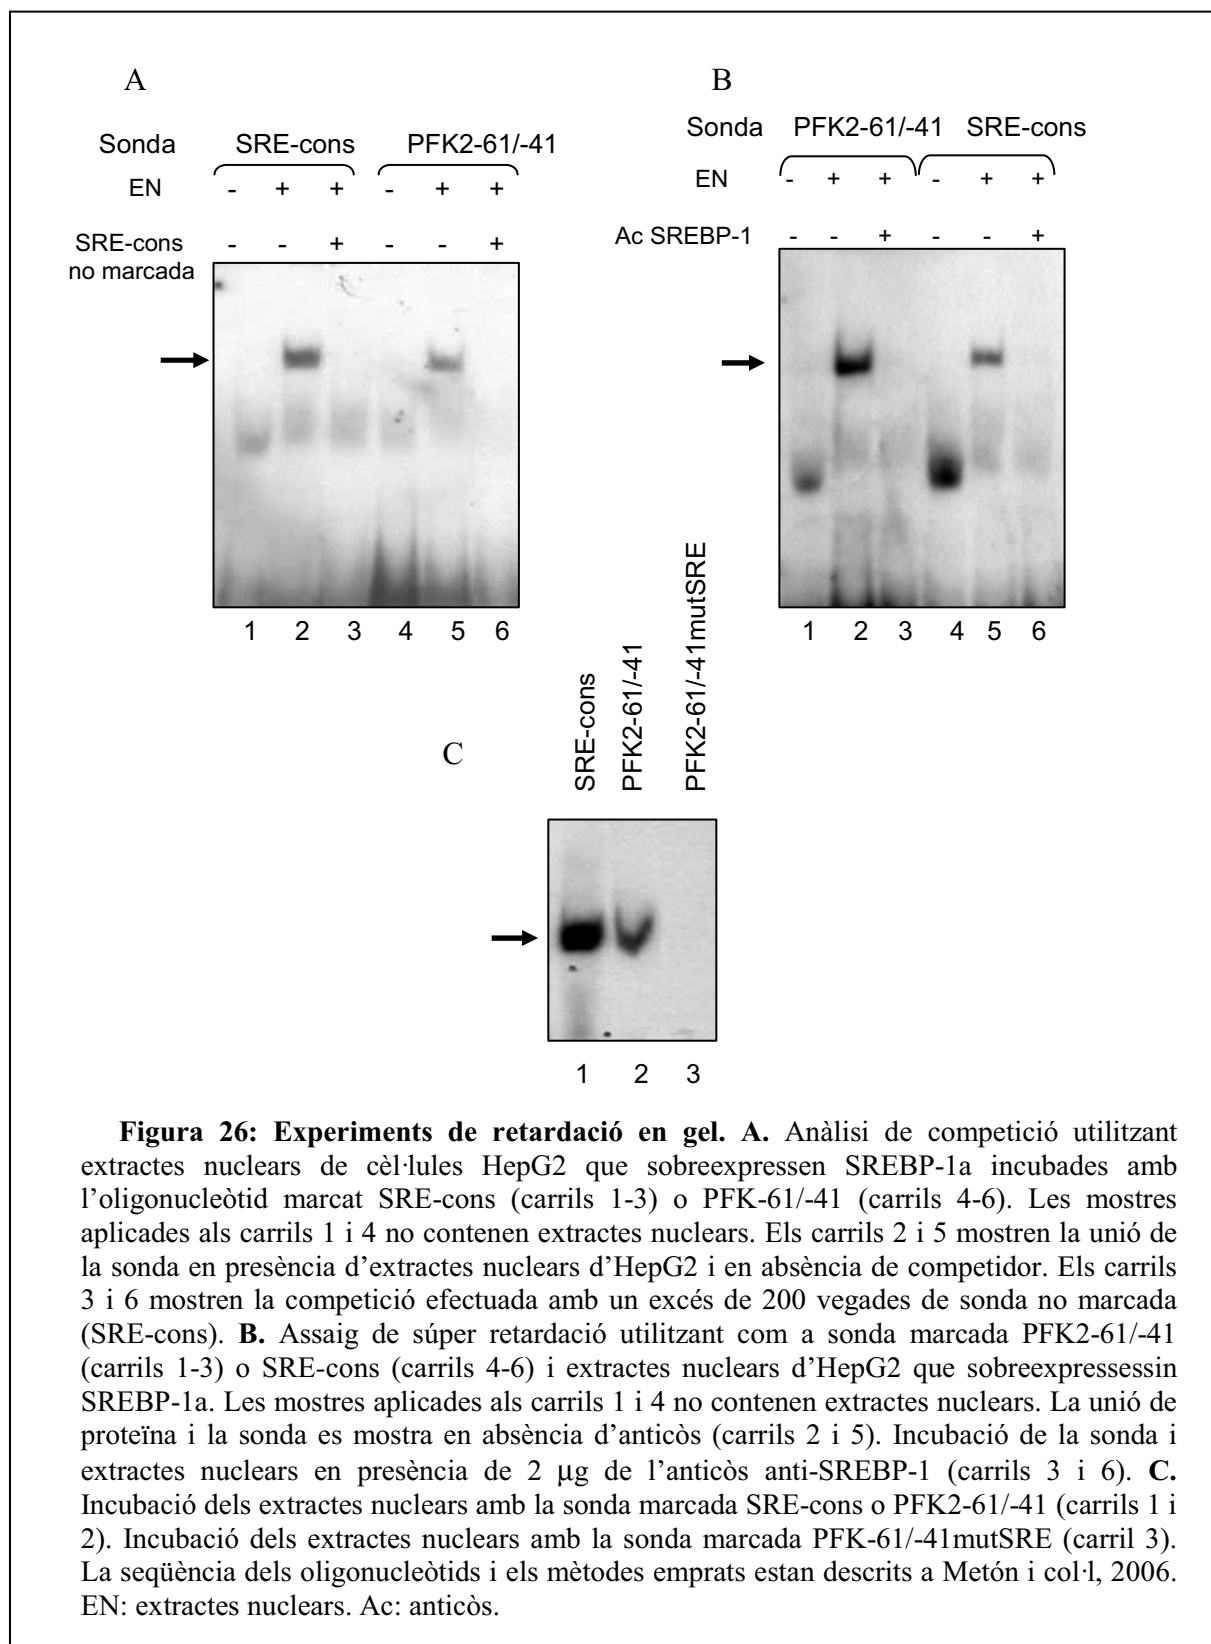 A
Sonda SRE-cons PFK2-61/-41
EN - + + - + +
SRE-cons no marcada - - + - - +
1 2 3 4 5 6
B
Sonda PFK2-61/-41 SRE-cons
EN - + + - + +
Ac SREBP-1 - - + - - +
1 2 3 4 5 6
C
SRE-cons
PFK2-61/-41
PFK2-61/-41mutSRE
1 2 3
Figura 26: Experiments de retardació en gel. A. Anàlisi de competició utilitzant
extractes nuclears de cèl·lules HepG2 que sobreexpressen SREBP-1a incubades amb
l'oligonucleòtid marcat SRE-cons (carrils 1-3) o PFK-61/-41 (carrils 4-6). Les mostres
aplicades als carrils 1 i 4 no contenen extractes nuclears. Els carrils 2 i 5 mostren la unió de
la sonda en presència d'extractes nuclears d'HepG2 i en absència de competidor. Els carrils
3 i 6 mostren la competició efectuada amb un excés de 200 vegades de sonda no marcada
(SRE-cons). B. Assaig de súper retardació utilitzant com a sonda marcada PFK2-61/-41
(carrils 1-3) o SRE-cons (carrils 4-6) i extractes nuclears d'HepG2 que sobreexpressessin
SREBP-1a. Les mostres aplicades als carrils 1 i 4 no contenen extractes nuclears. La unió de
proteïna i la sonda es mostra en absència d'anticòs (carrils 2 i 5). Incubació de la sonda i
extractes nuclears en presència de 2 µg de l'anticòs anti-SREBP-1 (carrils 3 i 6). C.
Incubació dels extractes nuclears amb la sonda marcada SRE-cons o PFK2-61/-41 (carrils 1 i
2). Incubació dels extractes nuclears amb la sonda marcada PFK-61/-41mutSRE (carril 3).
La seqüència dels oligonucleòtids i els mètodes emprats estan descrits a Metón i col·l, 2006.
EN: extractes nuclears. Ac: anticòs.